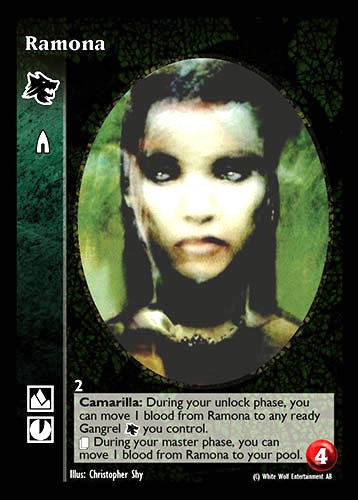 Ramona
2
Camarilla: During your unlock phase, you
can move 1 blood from Ramona to any ready
Gangrel you control.
During your master phase, you can
move 1 blood from Ramona to your pool.
4
Illus: Christopher Shy
(C) White Wolf Entertainment AB